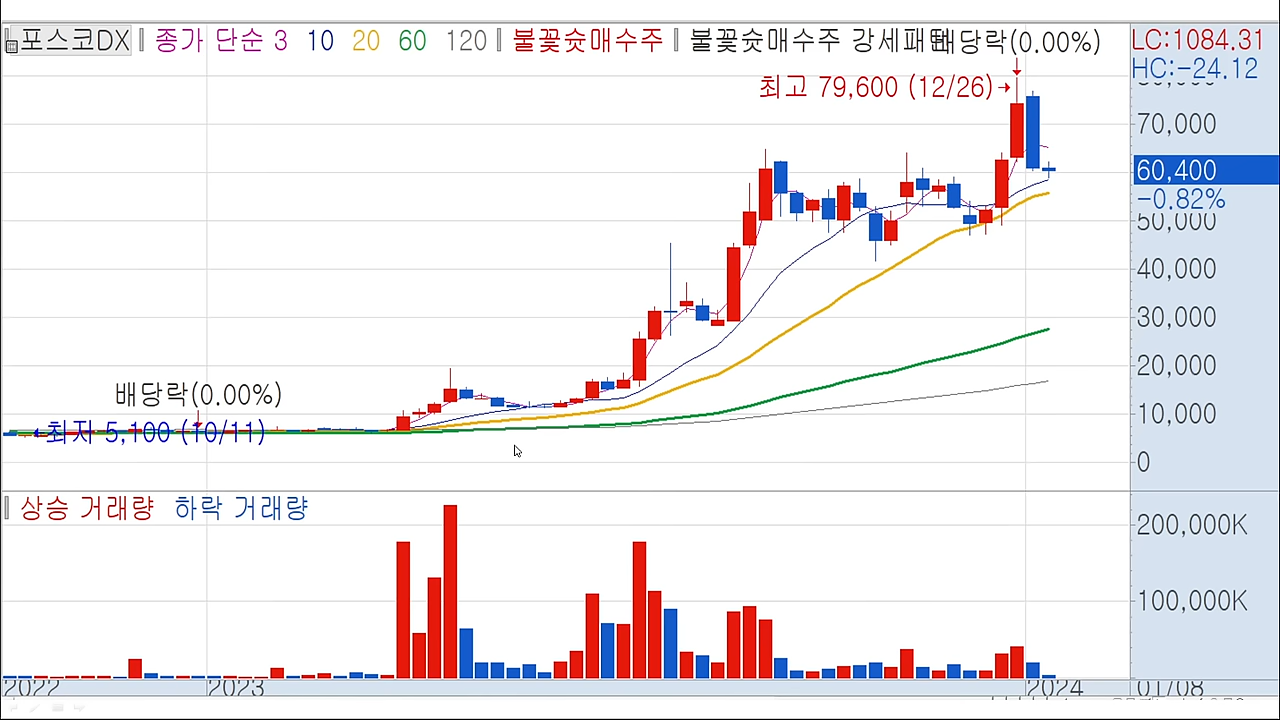 포스코DX 종가 단순 3 10 20 60 120 불꽃슛매수주 불꽃슛매수주 강세패턴 배당락(0.00%)
LC:1084.31
HC:-24.12
최고 79,600 (12/26)
80,000
70,000
60,400
-0.82%
50,000
40,000
30,000
20,000
10,000
0
배당락(0.00%)
최저 5,100 (10/11)
상승 거래량 하락 거래량
200,000K
100,000K
2022 2023 2024 01/08